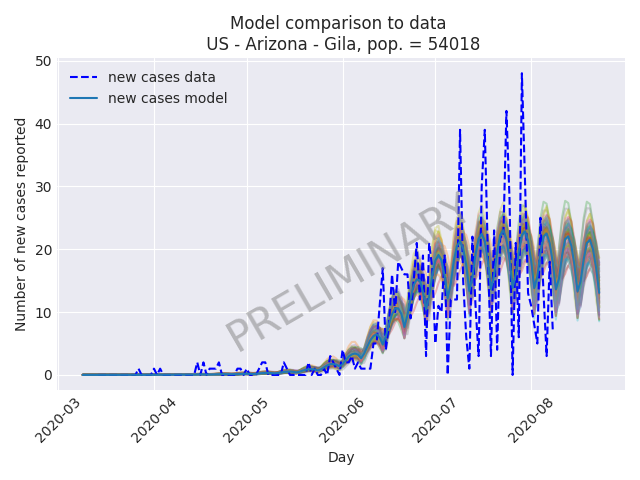 Model comparison to data
US - Arizona - Gila, pop. = 54018
new cases data
new cases model
Number of new cases reported
50
40
30
20
10
0
PRELIMINARY
2020-03
2020-04
2020-05
2020-06
2020-07
2020-08
Day